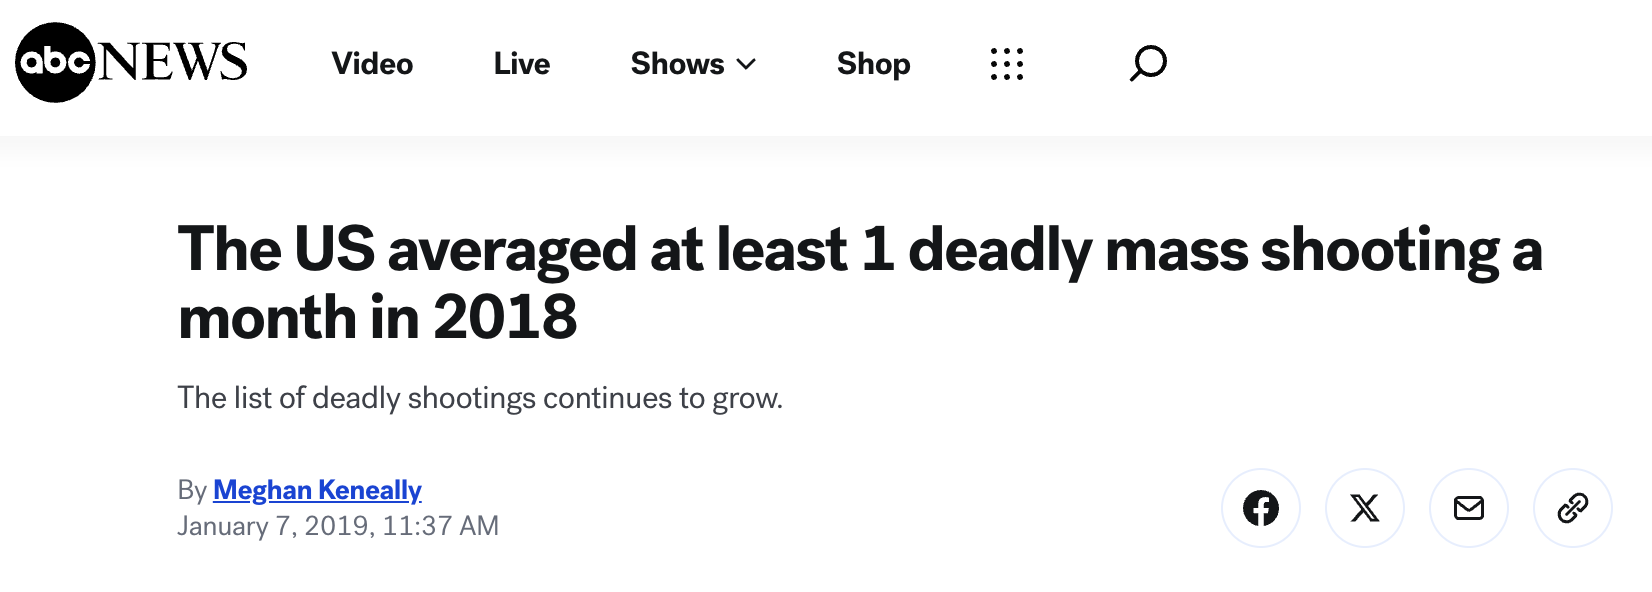 abc NEWS Video Live Shows Shop
The US averaged at least 1 deadly mass shooting a
month in 2018
The list of deadly shootings continues to grow.
By Meghan Keneally
January 7, 2019, 11:37 AM